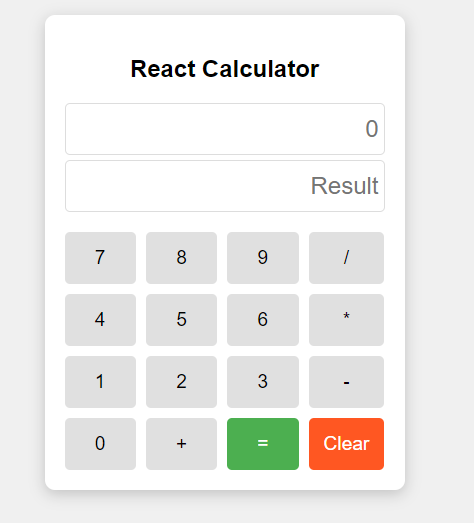 React Calculator
0
Result
7 8 9 /
4 5 6 *
1 2 3 -
0 + = Clear